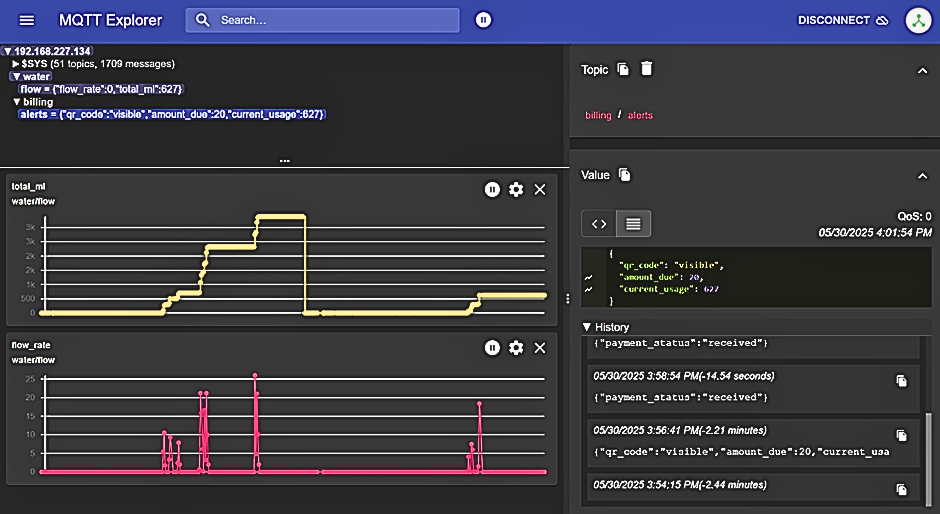 MQTT Explorer
Search...
DISCONNECT
▼ 192.168.227.134
▶ $SYS (51 topics, 1709 messages)
▼ water
flow = {"flow_rate":0,"total_ml":627}
▼ billing
alerts = {"qr_code":"visible","amount_due":20,"current_usage":627}
...
total_ml
water/flow
3k
3k
2k
2k
1k
1k
500
0
flow_rate
water/flow
25
20
15
10
5
0
Topic
billing / alerts
Value
QoS: 0
05/30/2025 4:01:54 PM
{
"qr_code": "visible",
"amount_due": 20,
"current_usage": 627
}
▼ History
{"payment_status":"received"}
05/30/2025 3:58:54 PM(-14.54 seconds)
{"payment_status":"received"}
05/30/2025 3:56:41 PM(-2.21 minutes)
{"qr_code":"visible","amount_due":20,"current_usa
05/30/2025 3:54:15 PM(-2.44 minutes)